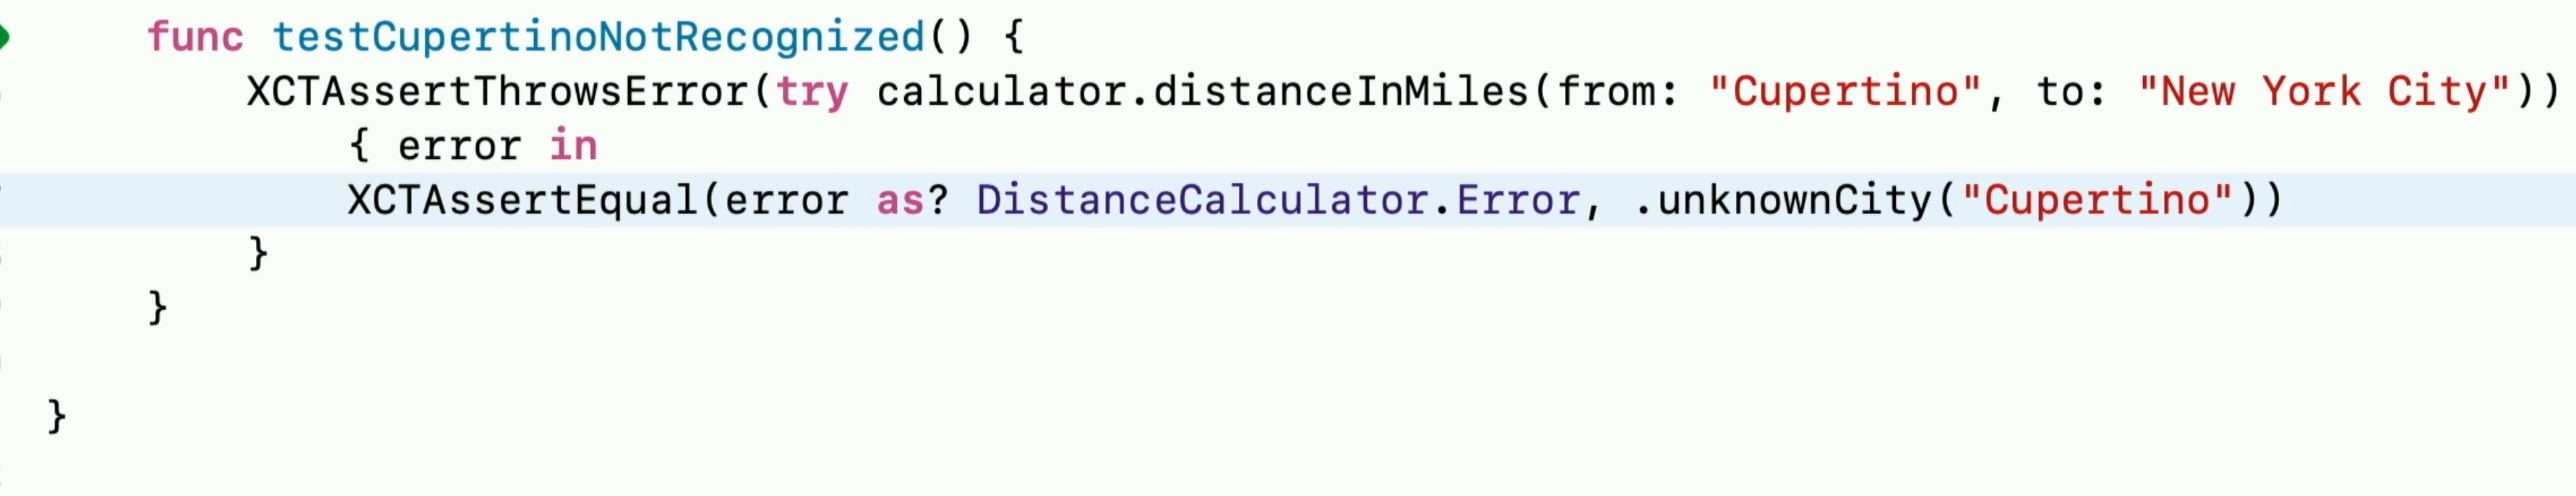 func testCupertinoNotRecognized() {
XCTAssertThrowsError(try calculator.distanceInMiles(from: "Cupertino", to: "New York City"))
{ error in
XCTAssertEqual(error as? DistanceCalculator.Error, .unknownCity("Cupertino"))
}
}
}